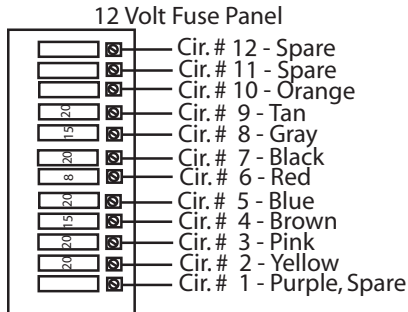 12 Volt Fuse Panel
Cir. # 12 - Spare
Cir. # 11 - Spare
Cir. # 10 - Orange
20 Cir. # 9 - Tan
15 Cir. # 8 - Gray
20 Cir. # 7 - Black
8 Cir. # 6 - Red
20 Cir. # 5 - Blue
15 Cir. # 4 - Brown
20 Cir. # 3 - Pink
20 Cir. # 2 - Yellow
Cir. # 1 - Purple, Spare